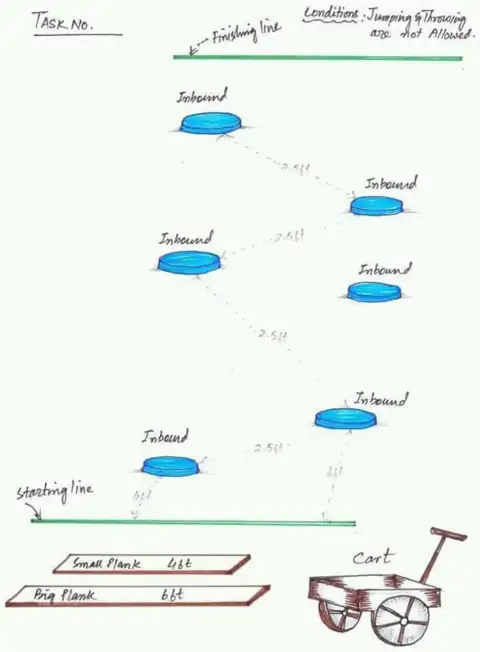 TASK NO.
Conditions: Jumping & Throwing are not Allowed.
Finishing line
Inbound
2.5ft
Inbound
2.5ft
Inbound
Inbound
2.5ft
Inbound
Inbound
2.5ft
6ft
6ft
Starting line
Small Plank 4ft
Big Plank 6ft
Cart